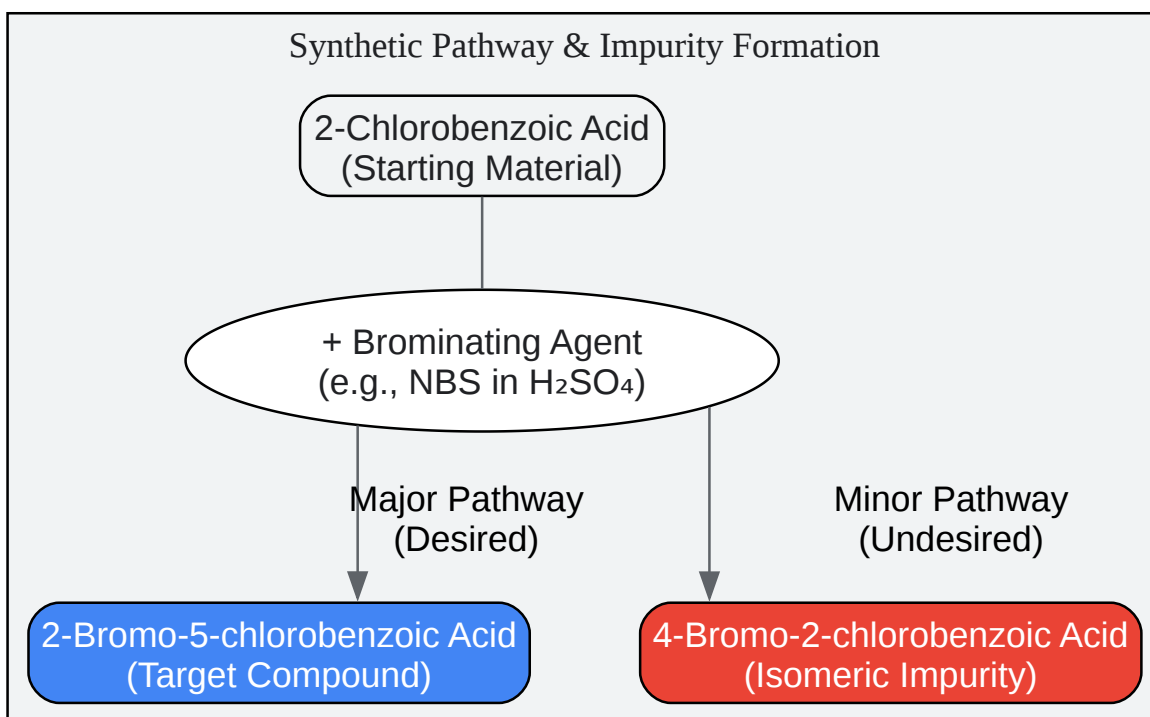 Synthetic Pathway & Impurity Formation
2-Chlorobenzoic Acid
(Starting Material)
+ Brominating Agent
(e.g., NBS in H₂SO₄)
Major Pathway
(Desired)
Minor Pathway
(Undesired)
2-Bromo-5-chlorobenzoic Acid
(Target Compound)
4-Bromo-2-chlorobenzoic Acid
(Isomeric Impurity)